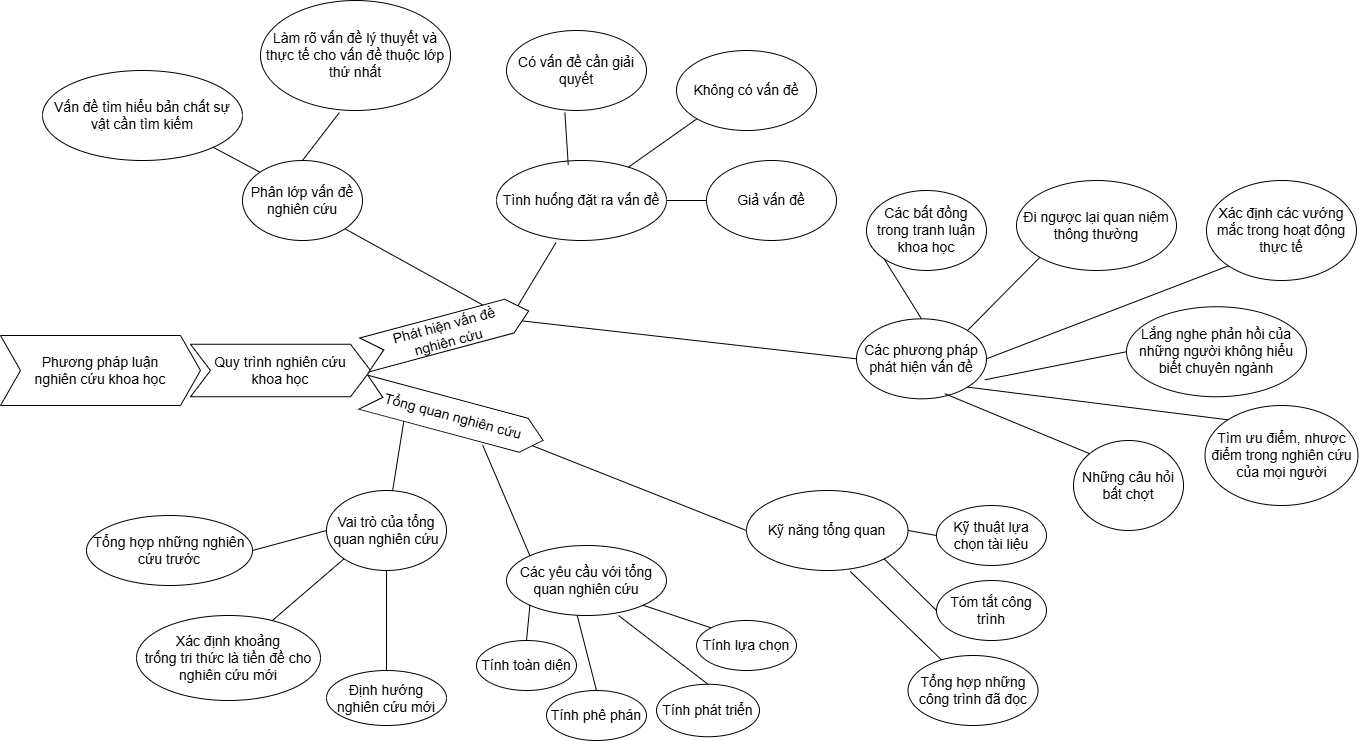 Làm rõ vấn đề lý thuyết và
thực tế cho vấn đề thuộc lớp
thứ nhất
Vấn đề tìm hiểu bản chất sự
vật cần tìm kiếm
Phân lớp vấn đề
nghiên cứu
Có vấn đề cần giải
quyết
Không có vấn đề
Tình huống đặt ra vấn đề
Giả vấn đề
Các bất đồng
trong tranh luận
khoa học
Đi ngược lại quan niệm
thông thường
Xác định các vướng
mắc trong hoạt động
thực tế
Phát hiện vấn đề
nghiên cứu
Các phương pháp
phát hiện vấn đề
Lắng nghe phản hồi của
những người không hiểu
biết chuyên ngành
Tìm ưu điểm, nhược
điểm trong nghiên cứu
của mọi người
Những câu hỏi
bất chợt
Phương pháp luận
nghiên cứu khoa học
Quy trình nghiên cứu
khoa học
Tổng quan nghiên cứu
Vai trò của tổng
quan nghiên cứu
Tổng hợp những nghiên
cứu trước
Xác định khoảng
trống tri thức là tiền đề cho
nghiên cứu mới
Định hướng
nghiên cứu mới
Các yêu cầu với tổng
quan nghiên cứu
Tính toàn diện
Tính phê phán
Tính phát triển
Tính lựa chọn
Kỹ năng tổng quan
Kỹ thuật lựa
chọn tài liệu
Tóm tắt công
trình
Tổng hợp những
công trình đã đọc